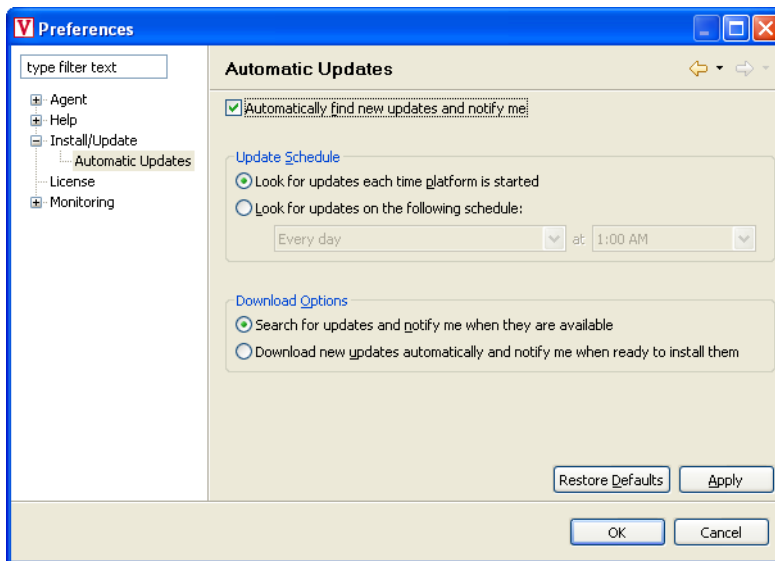 V Preferences
type filter text
Automatic Updates
Agent
Help
Install/Update
Automatic Updates
License
Monitoring
Automatically find new updates and notify me
Update Schedule
Look for updates each time platform is started
Look for updates on the following schedule:
Every day at 1:00 AM
Download Options
Search for updates and notify me when they are available
Download new updates automatically and notify me when ready to install them
Restore Defaults Apply
OK Cancel